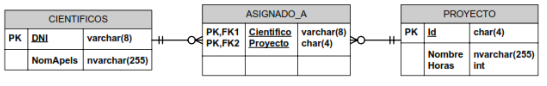 CIENTIFICOS
PK DNI varchar(8)
NomApels nvarchar(255)
ASIGNADO_A
PK,FK1 Cientifico varchar(8)
PK,FK2 Proyecto char(4)
PROYECTO
PK Id char(4)
Nombre nvarchar(255)
Horas int